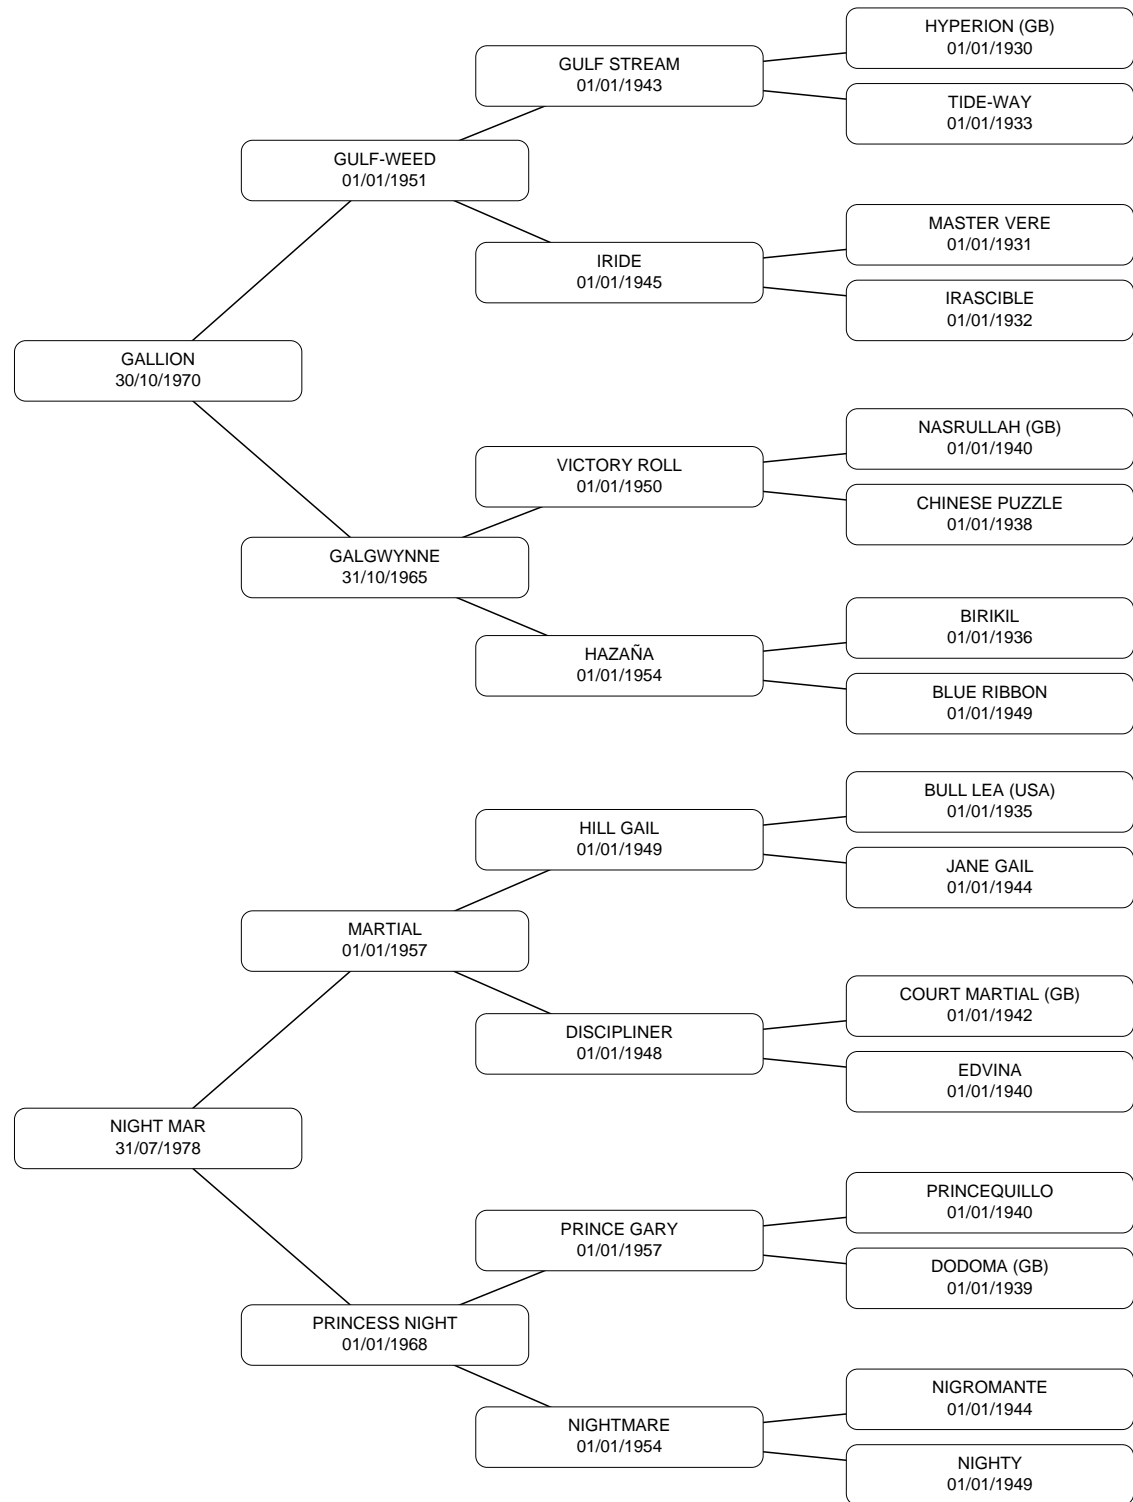 HYPERION (GB)
01/01/1930
GULF STREAM
01/01/1943
TIDE-WAY
01/01/1933
GULF-WEED
01/01/1951
MASTER VERE
01/01/1931
IRIDE
01/01/1945
IRASCIBLE
01/01/1932
GALLION
30/10/1970
NASRULLAH (GB)
01/01/1940
VICTORY ROLL
01/01/1950
CHINESE PUZZLE
01/01/1938
GALGWYNNE
31/10/1965
BIRIKIL
01/01/1936
HAZAÑA
01/01/1954
BLUE RIBBON
01/01/1949
BULL LEA (USA)
01/01/1935
HILL GAIL
01/01/1949
JANE GAIL
01/01/1944
MARTIAL
01/01/1957
COURT MARTIAL (GB)
01/01/1942
DISCIPLINER
01/01/1948
EDVINA
01/01/1940
NIGHT MAR
31/07/1978
PRINCEQUILLO
01/01/1940
PRINCE GARY
01/01/1957
DODOMA (GB)
01/01/1939
PRINCESS NIGHT
01/01/1968
NIGROMANTE
01/01/1944
NIGHTMARE
01/01/1954
NIGHTY
01/01/1949